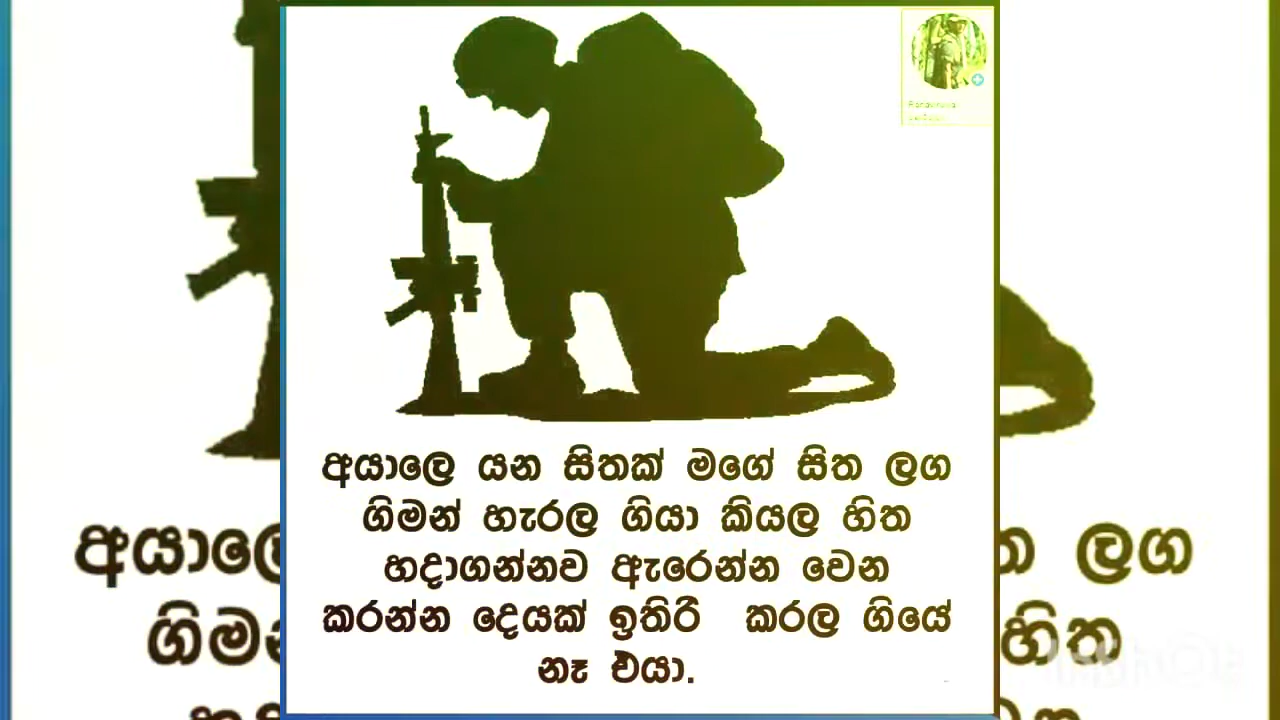 අයාලෙ යන සිතක් මගේ සිත ලග
ගිමන් හැරල ගියා කියල හිත
හදාගන්නව ඇරෙන්න වෙන
කරන්න දෙයක් ඉතිරි කරල ගියේ
නෑ එයා.